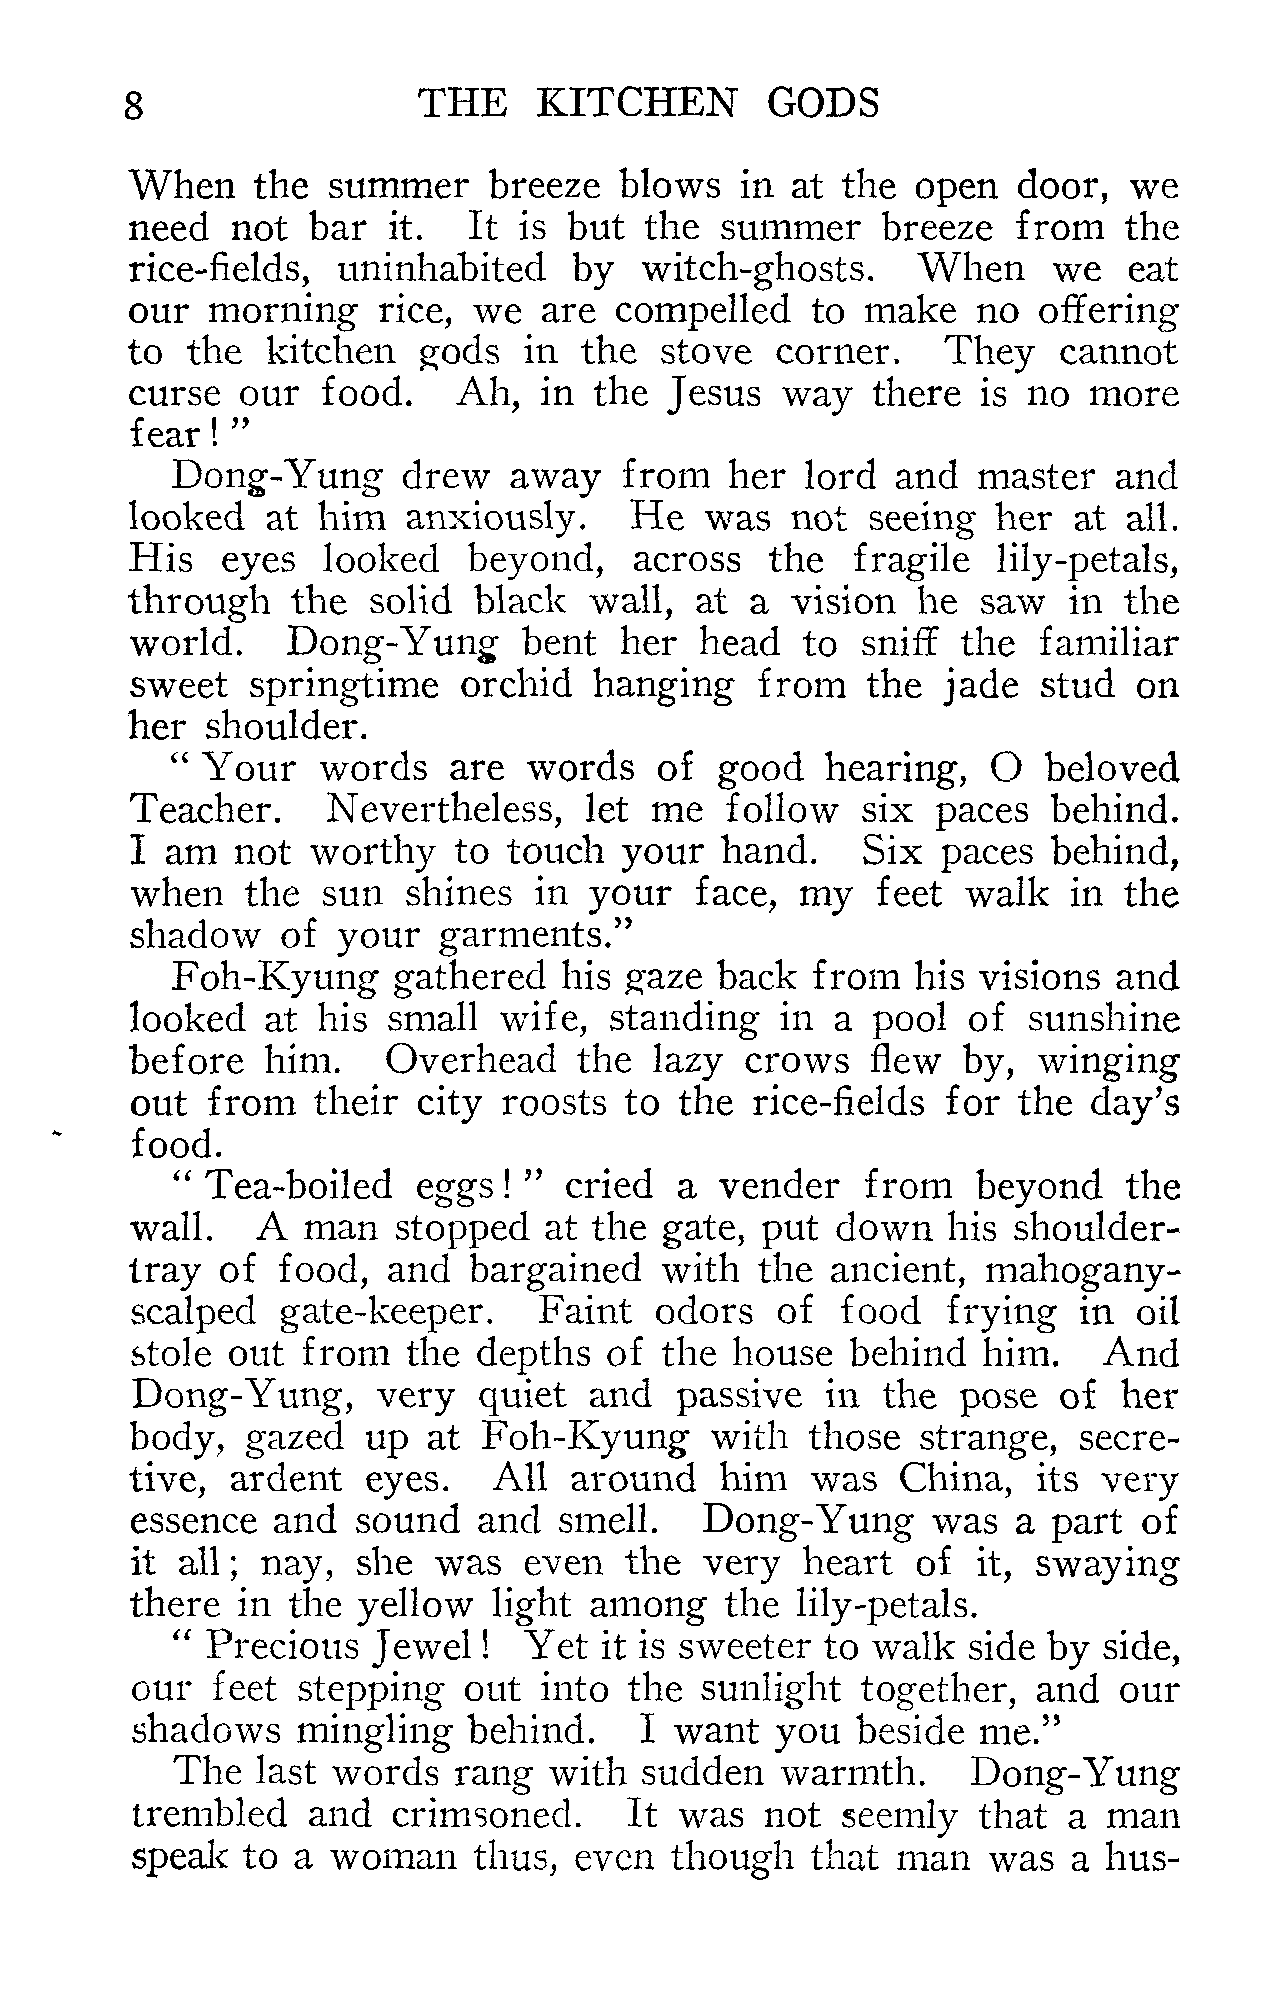 8 THE KITCHEN GODS
When the summer breeze blows in at the open door, we
need not bar it. It is but the summer breeze from the
rice-fields, uninhabited by witch-ghosts. When we eat
our morning rice, we are compelled to make no offering
to the kitchen gods in the stove corner. They cannot
curse our food. Ah, in the Jesus way there is no more
fear ! ”
Dong-Yung drew away from her lord and master and
looked at him anxiously. He was not seeing her at all.
His eyes looked beyond, across the fragile lily-petals,
through the solid black wall, at a vision he saw in the
world. Dong-Yung bent her head to sniff the familiar
sweet springtime orchid hanging from the jade stud on
her shoulder.
“ Your words are words of good hearing, O beloved
Teacher. Nevertheless, let me follow six paces behind.
I am not worthy to touch your hand. Six paces behind,
when the sun shines in your face, my feet walk in the
shadow of your garments.”
Foh-Kyung gathered his gaze back from his visions and
looked at his small wife, standing in a pool of sunshine
before him. Overhead the lazy crows flew by, winging
out from their city roosts to the rice-fields for the day’s
food.
“ Tea-boiled eggs ! ” cried a vender from beyond the
wall. A man stopped at the gate, put down his shoulder-
tray of food, and bargained with the ancient, mahogany-
scalped gate-keeper. Faint odors of food frying in oil
stole out from the depths of the house behind him. And
Dong-Yung, very quiet and passive in the pose of her
body, gazed up at Foh-Kyung with those strange, secre-
tive, ardent eyes. All around him was China, its very
essence and sound and smell. Dong-Yung was a part of
it all ; nay, she was even the very heart of it, swaying
there in the yellow light among the lily-petals.
“ Precious Jewel ! Yet it is sweeter to walk side by side,
our feet stepping out into the sunlight together, and our
shadows mingling behind. I want you beside me.”
The last words rang with sudden warmth. Dong-Yung
trembled and crimsoned. It was not seemly that a man
speak to a woman thus, even though that man was a hus-